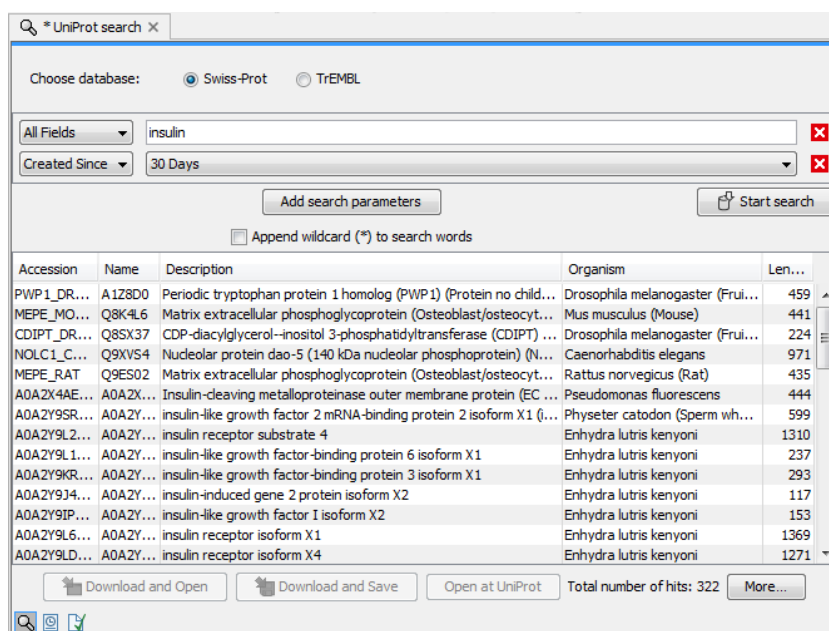 * UniProt search
Choose database: Swiss-Prot TrEMBL
All Fields insulin
Created Since 30 Days
Add search parameters Start search
Append wildcard (*) to search words
Accession Name Description Organism Len...
PWP1_DR... A1Z8D0 Periodic tryptophan protein 1 homolog (PWP1) (Protein no child... Drosophila melanogaster (Frui... 459
MEPE_MO... Q8K4L6 Matrix extracellular phosphoglycoprotein (Osteoblast/osteocyt... Mus musculus (Mouse) 441
CDIPT_DR... Q8SX37 CDP-diacylglycerol--inositol 3-phosphatidyltransferase (CDIPT) ... Drosophila melanogaster (Frui... 224
NOLC1_C... Q9XVS4 Nucleolar protein dao-5 (140 kDa nucleolar phosphoprotein) (N... Caenorhabditis elegans 971
MEPE_RAT Q9ES02 Matrix extracellular phosphoglycoprotein (Osteoblast/osteocyt... Rattus norvegicus (Rat) 435
A0A2X4AE... A0A2X... Insulin-cleaving metalloproteinase outer membrane protein (EC ... Pseudomonas fluorescens 444
A0A2Y9SR... A0A2Y... insulin-like growth factor 2 mRNA-binding protein 2 isoform X1 (i... Physeter catodon (Sperm wh... 599
A0A2Y9L2... A0A2Y... insulin receptor substrate 4 Enhydra lutris kenyoni 1310
A0A2Y9L1... A0A2Y... insulin-like growth factor-binding protein 6 isoform X1 Enhydra lutris kenyoni 237
A0A2Y9KR... A0A2Y... insulin-like growth factor-binding protein 3 isoform X1 Enhydra lutris kenyoni 293
A0A2Y9J4... A0A2Y... insulin-induced gene 2 protein isoform X2 Enhydra lutris kenyoni 117
A0A2Y9IP... A0A2Y... insulin-like growth factor I isoform X2 Enhydra lutris kenyoni 153
A0A2Y9L6... A0A2Y... insulin receptor isoform X1 Enhydra lutris kenyoni 1369
A0A2Y9LD... A0A2Y... insulin receptor isoform X4 Enhydra lutris kenyoni 1271
Download and Open Download and Save Open at UniProt Total number of hits: 322 More...